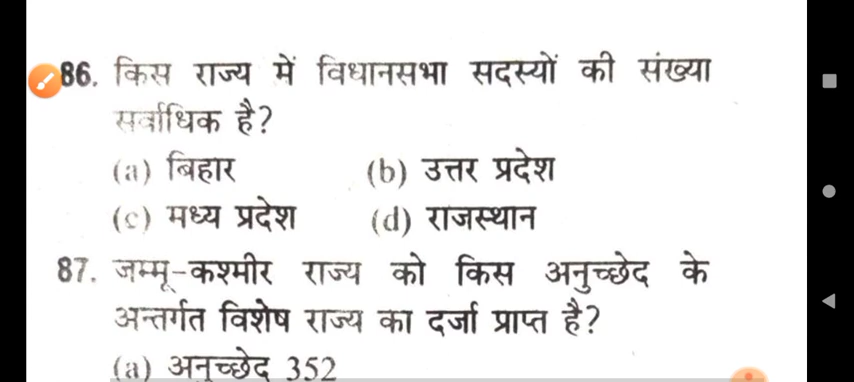 86. किस राज्य में विधानसभा सदस्यों की संख्या
सर्वाधिक है?
(a) बिहार (b) उत्तर प्रदेश
(c) मध्य प्रदेश (d) राजस्थान
87. जम्मू-कश्मीर राज्य को किस अनुच्छेद के
अन्तर्गत विशेष राज्य का दर्जा प्राप्त है?
(a) अनुच्छेद 352